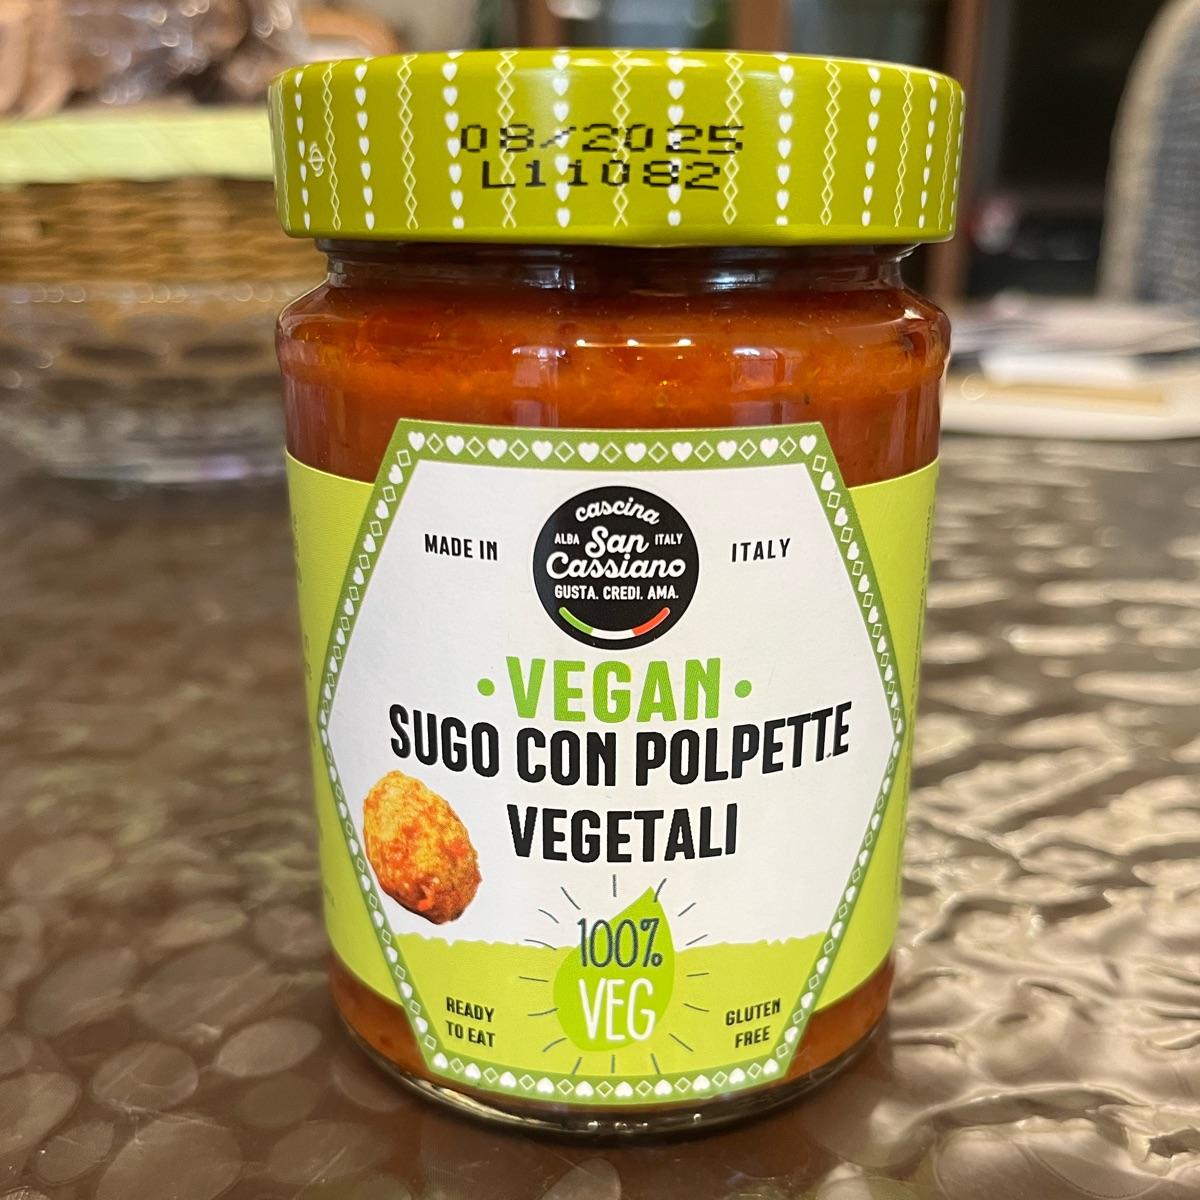 08/2025
L11082
cascina
ALBA San ITALY
Cassiano
GUSTA. CREDI. AMA.
MADE IN
ITALY
•VEGAN•
SUGO CON POLPETTE
VEGETALI
100%
VEG
READY
TO EAT
GLUTEN
FREE